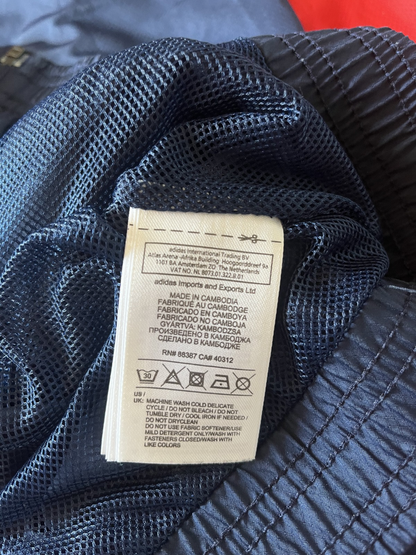 adidas International Trading BV
Atlas Arena -Afrika Building Hoogoorddreef 9a
1101 BA Amsterdam ZO The Netherlands
VAT NO. NL 8073.01.322.B.01
adidas Imports and Exports Ltd
MADE IN CAMBODIA
FABRIQUÉ AU CAMBODGE
FABRICADO EN CAMBOYA
FABRICADO NO CAMBOJA
GYÁRTVA: KAMBODZSA
ПРОИЗВЕДЕНО В КАМБОДЖА
СДЕЛАНО В КАМБОДЖЕ
RN# 88387 CA# 40312
30
US /
UK: MACHINE WASH COLD DELICATE
CYCLE / DO NOT BLEACH / DO NOT
TUMBLE DRY / COOL IRON IF NEEDED /
DO NOT DRYCLEAN
DO NOT USE FABRIC SOFTENER/USE
MILD DETERGENT ONLY/WASH WITH
FASTENERS CLOSED/WASH WITH
LIKE COLORS